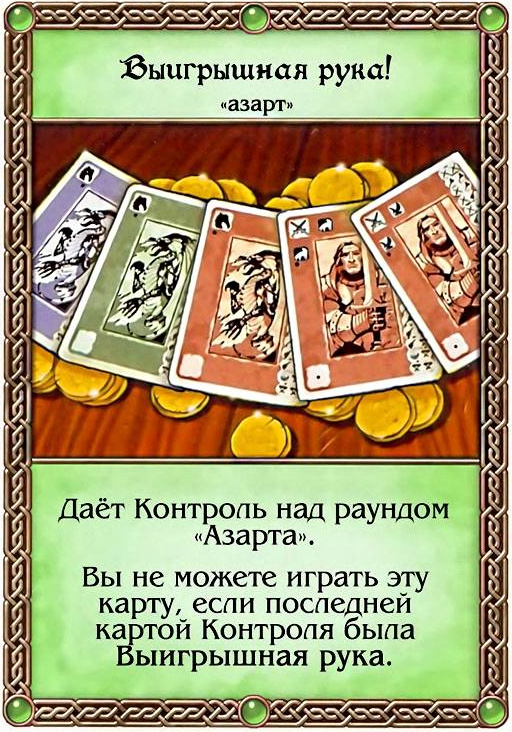 Выигрышная рука!
«азарт»
Даёт Контроль над раундом
«Азарта».
Вы не можете играть эту
карту, если последней
картой Контроля была
Выигрышная рука.